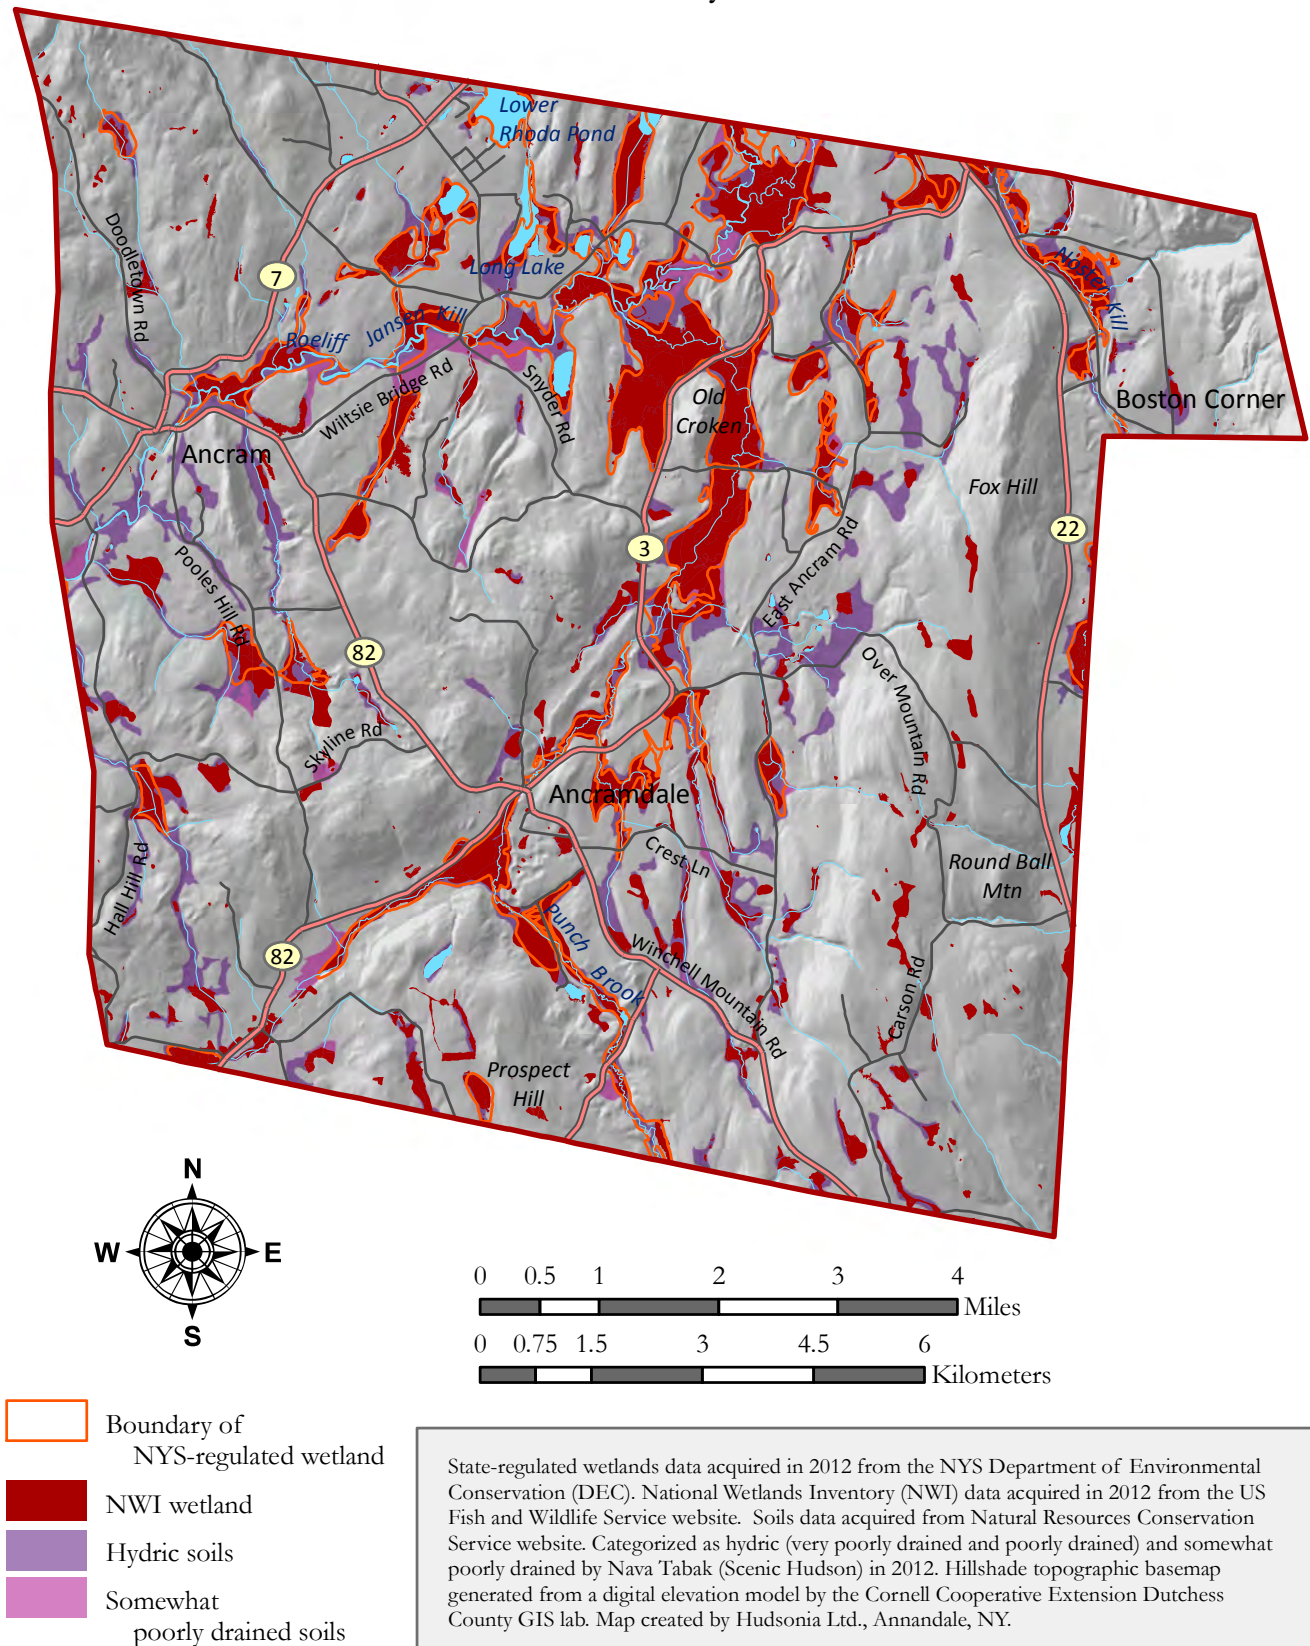 Lower
Rhoda Pond
Doodletown Rd
7
Long Lake
Noster Kill
Roeliff Jansen Kill
Wiltsie Bridge Rd
Snyder Rd
Old
Croken
Boston Corner
Ancram
Fox Hill
22
3
East Ancram Rd
Pooles Hill Rd
82
Over Mountain Rd
Skyline Rd
Ancramdale
Crest Ln
Round Ball
Mtn
Hall Hill Rd
Punch Brook
82
Winchell Mountain Rd
Carson Rd
Prospect
Hill
N
W E
S
0 0.5 1 2 3 4
Miles
0 0.75 1.5 3 4.5 6
Kilometers
Boundary of
NYS-regulated wetland
NWI wetland
Hydric soils
Somewhat
poorly drained soils
State-regulated wetlands data acquired in 2012 from the NYS Department of Environmental
Conservation (DEC). National Wetlands Inventory (NWI) data acquired in 2012 from the US
Fish and Wildlife Service website. Soils data acquired from Natural Resources Conservation
Service website. Categorized as hydric (very poorly drained and poorly drained) and somewhat
poorly drained by Nava Tabak (Scenic Hudson) in 2012. Hillshade topographic basemap
generated from a digital elevation model by the Cornell Cooperative Extension Dutchess
County GIS lab. Map created by Hudsonia Ltd., Annandale, NY.